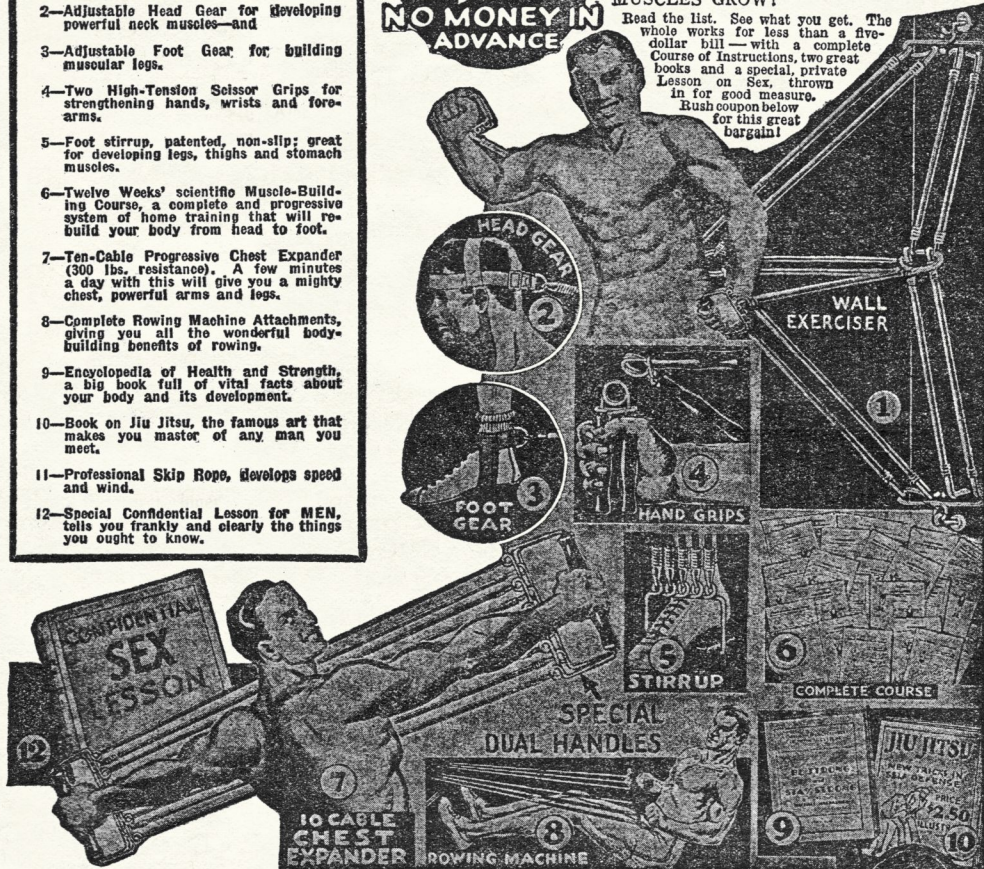 2—Adjustable Head Gear for developing
powerful neck muscles—and
3—Adjustable Foot Gear for building
muscular legs.
4—Two High-Tension Scissor Grips for
strengthening hands, wrists and fore-
arms.
5—Foot stirrup, patented, non-slip; great
for developing legs, thighs and stomach
muscles.
6—Twelve Weeks' scientific Muscle-Build-
ing Course, a complete and progressive
system of home training that will re-
build your body from head to foot.
7—Ten-Cable Progressive Chest Expander
(300 lbs. resistance). A few minutes
a day with this will give you a mighty
chest, powerful arms and legs.
8—Complete Rowing Machine Attachments,
giving you all the wonderful body-
building benefits of rowing.
9—Encyclopedia of Health and Strength,
a big book full of vital facts about
your body and its development.
10—Book on Jiu Jitsu, the famous art that
makes you master of any man you
meet.
11—Professional Skip Rope, develops speed
and wind.
12—Special Confidential Lesson for MEN,
tells you frankly and clearly the things
you ought to know.
NO MONEY IN
ADVANCE
MUSCLES GROW!
Read the list. See what you get. The
whole works for less than a five-
dollar bill — with a complete
Course of Instructions, two great
books and a special, private
Lesson on Sex, thrown
in for good measure.
Rush coupon below
for this great
bargain!
HEAD GEAR
2
WALL
EXERCISER
1
3
FOOT
GEAR
4
HAND GRIPS
5
STIRRUP
6
COMPLETE COURSE
CONFIDENTIAL
SEX
LESSON
12
SPECIAL
DUAL HANDLES
7
10 CABLE
CHEST
EXPANDER
8
ROWING MACHINE
BE STRONG
STAY STRONG
9
JIU JITSU
NEW TRICKS IN
SELF DEFENSE
PRICE
$2.50
10